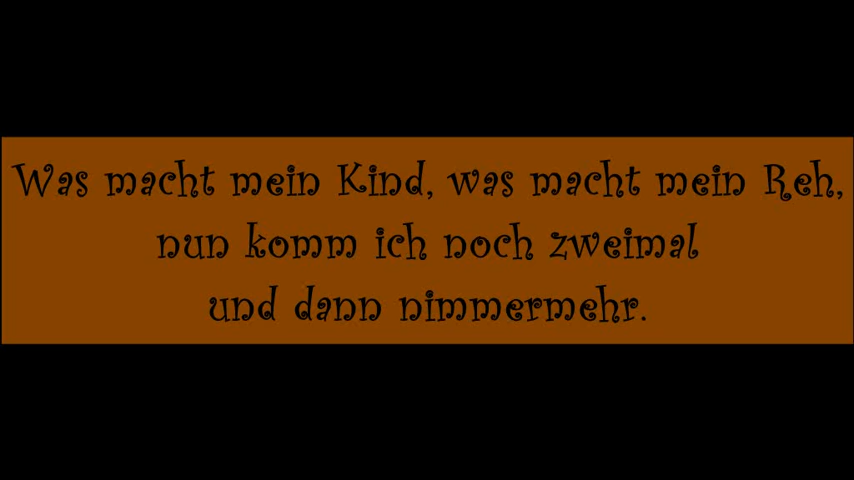 Was macht mein Kind, was macht mein Reh,
nun komm ich noch zweimal
und dann nimmermehr.